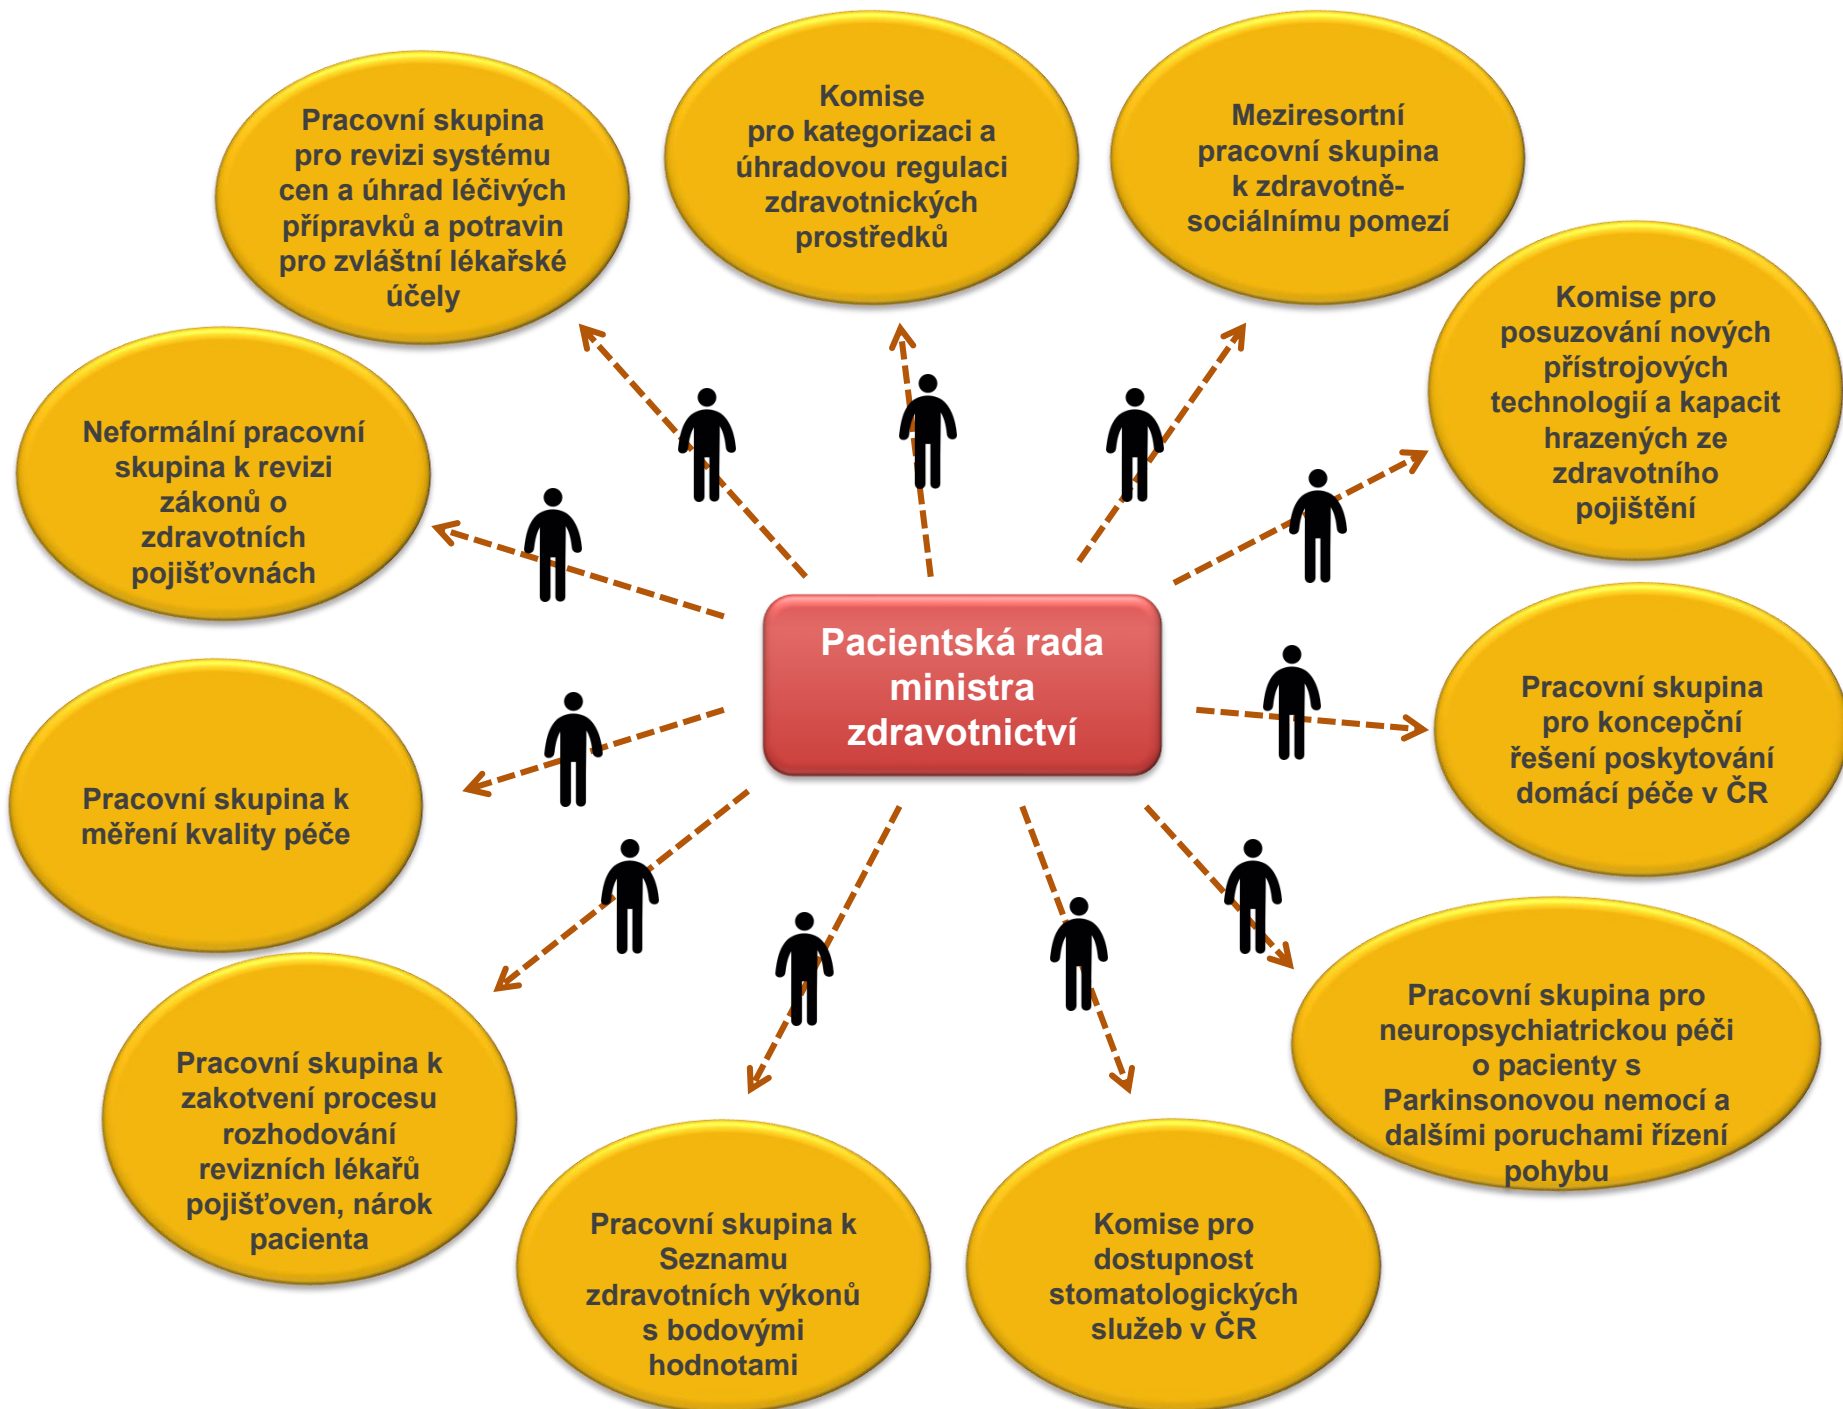 Pracovní skupina
pro revizi systému
cen a úhrad léčivých
přípravků a potravin
pro zvláštní lékařské
účely
Komise
pro kategorizaci a
úhradovou regulaci
zdravotnických
prostředků
Meziresortní
pracovní skupina
k zdravotně-
sociálnímu pomezí
Komise pro
posuzování nových
přístrojových
technologií a kapacit
hrazených ze
zdravotního
pojištění
Neformální pracovní
skupina k revizi
zákonů o
zdravotních
pojišťovnách
Pacientská rada
ministra
zdravotnictví
Pracovní skupina
pro koncepční
řešení poskytování
domácí péče v ČR
Pracovní skupina k
měření kvality péče
Pracovní skupina pro
neuropsychiatrickou péči
o pacienty s
Parkinsonovou nemocí a
dalšími poruchami řízení
pohybu
Pracovní skupina k
zakotvení procesu
rozhodování
revizních lékařů
pojišťoven, nárok
pacienta
Pracovní skupina k
Seznamu
zdravotních výkonů
s bodovými
hodnotami
Komise pro
dostupnost
stomatologických
služeb v ČR